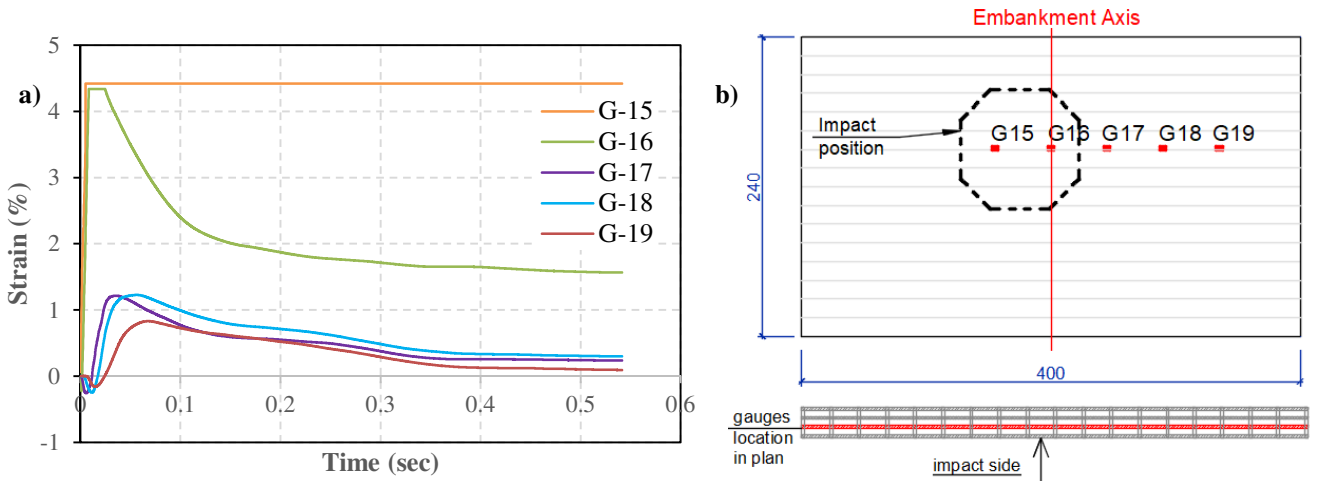 a)
Strain (%)
5
4
3
2
1
0
-1
0
0.1
0.2
0.3
0.4
0.5
0.6
Time (sec)
G-15
G-16
G-17
G-18
G-19
b)
Embankment Axis
Impact
position
G15 G16 G17 G18 G19
240
400
gauges
location
in plan
impact side